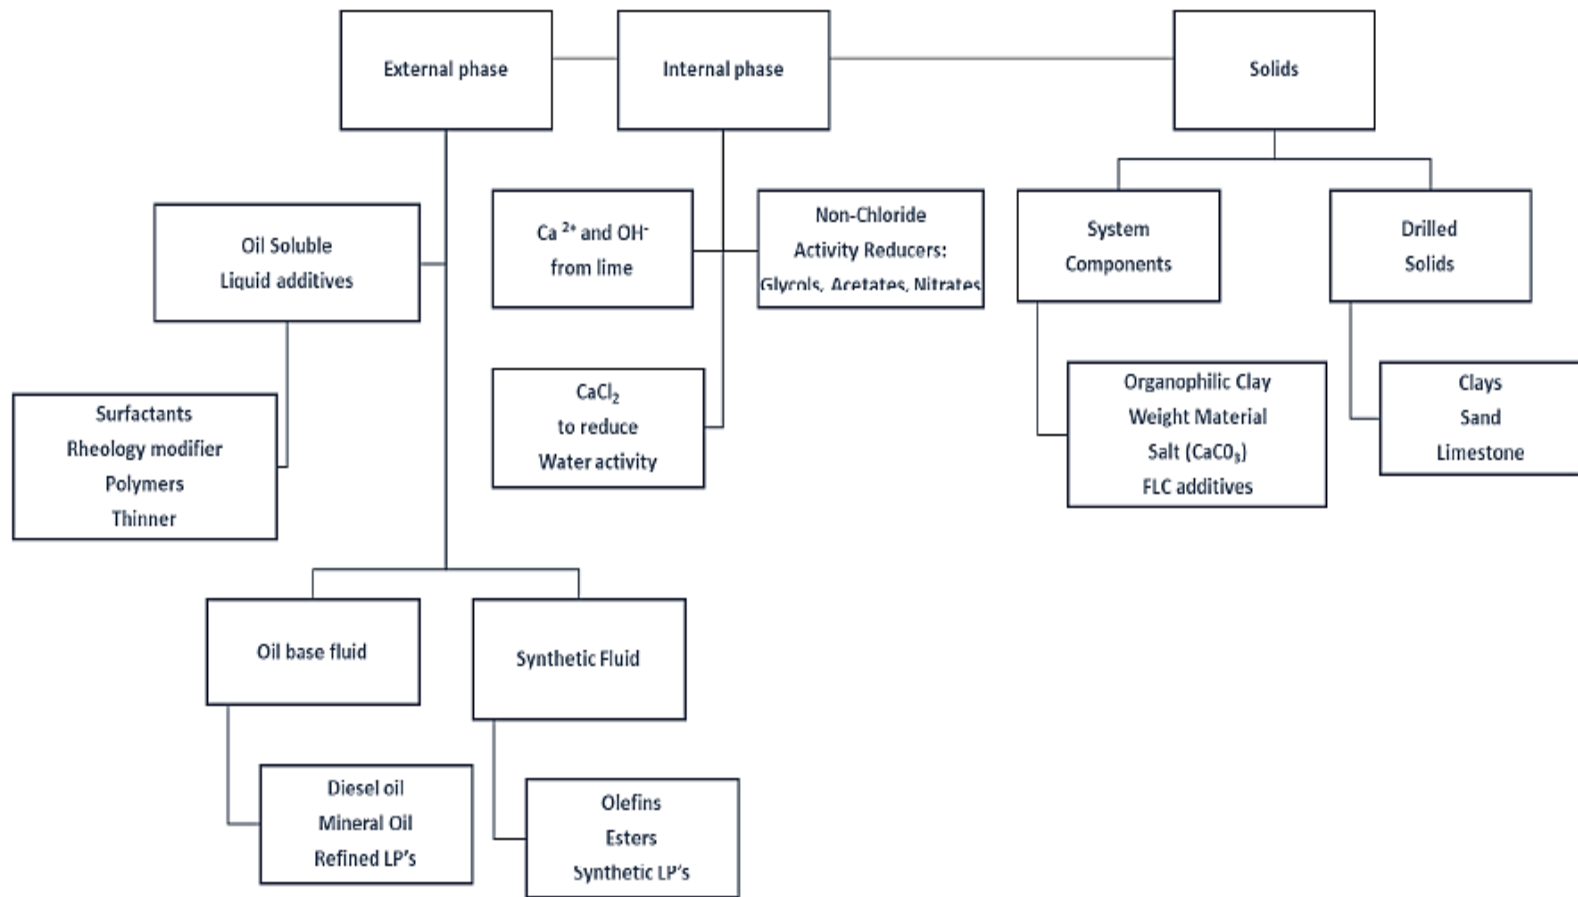 External phase
Internal phase
Solids
Oil Soluble
Liquid additives
Ca ²⁺ and OH⁻
from lime
Non-Chloride
Activity Reducers:
Glycols, Acetates, Nitrates
System
Components
Drilled
Solids
Surfactants
Rheology modifier
Polymers
Thinner
CaCl₂
to reduce
Water activity
Organophilic Clay
Weight Material
Salt (CaC0₃)
FLC additives
Clays
Sand
Limestone
Oil base fluid
Synthetic Fluid
Diesel oil
Mineral Oil
Refined LP's
Olefins
Esters
Synthetic LP's